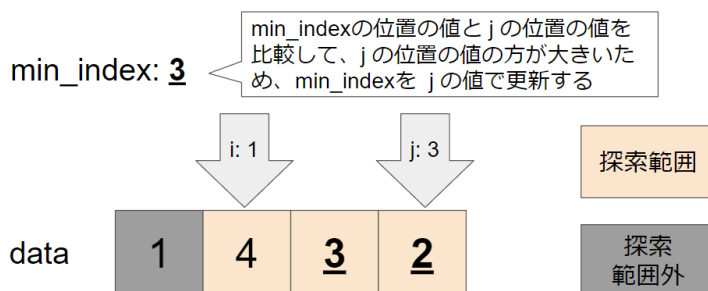 min_indexの位置の値と j の位置の値を
比較して、j の位置の値の方が大きいた
め、min_indexを j の値で更新する
min_index: 3
i: 1
j: 3
探索範囲
data
1
4
3
2
探索
範囲外